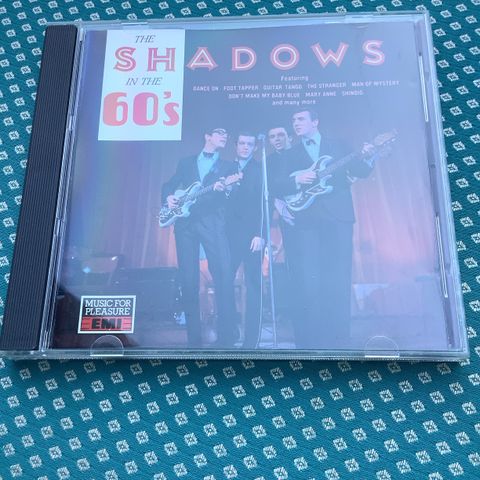 THE
SHADOWS
IN THE
60's
Featuring
DANCE ON FOOT TAPPER GUITAR TANGO THE STRANGER MAN OF MYSTERY
DON'T MAKE MY BABY BLUE MARY ANNE SHINDIG
and many more
MUSIC FOR
PLEASURE
EMI